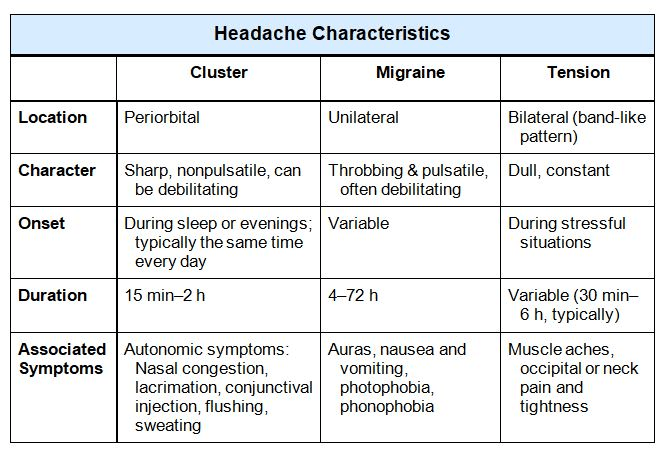 Headache Characteristics
Cluster Migraine Tension
Location Periorbital Unilateral Bilateral (band-like
pattern)
Character Sharp, nonpulsatile, can Throbbing & pulsatile, Dull, constant
be debilitating often debilitating
Onset During sleep or evenings; Variable During stressful
typically the same time situations
every day
Duration 15 min–2 h 4–72 h Variable (30 min–
6 h, typically)
Associated Autonomic symptoms: Auras, nausea and Muscle aches,
Symptoms Nasal congestion, vomiting, occipital or neck
lacrimation, conjunctival photophobia, pain and
injection, flushing, phonophobia tightness
sweating